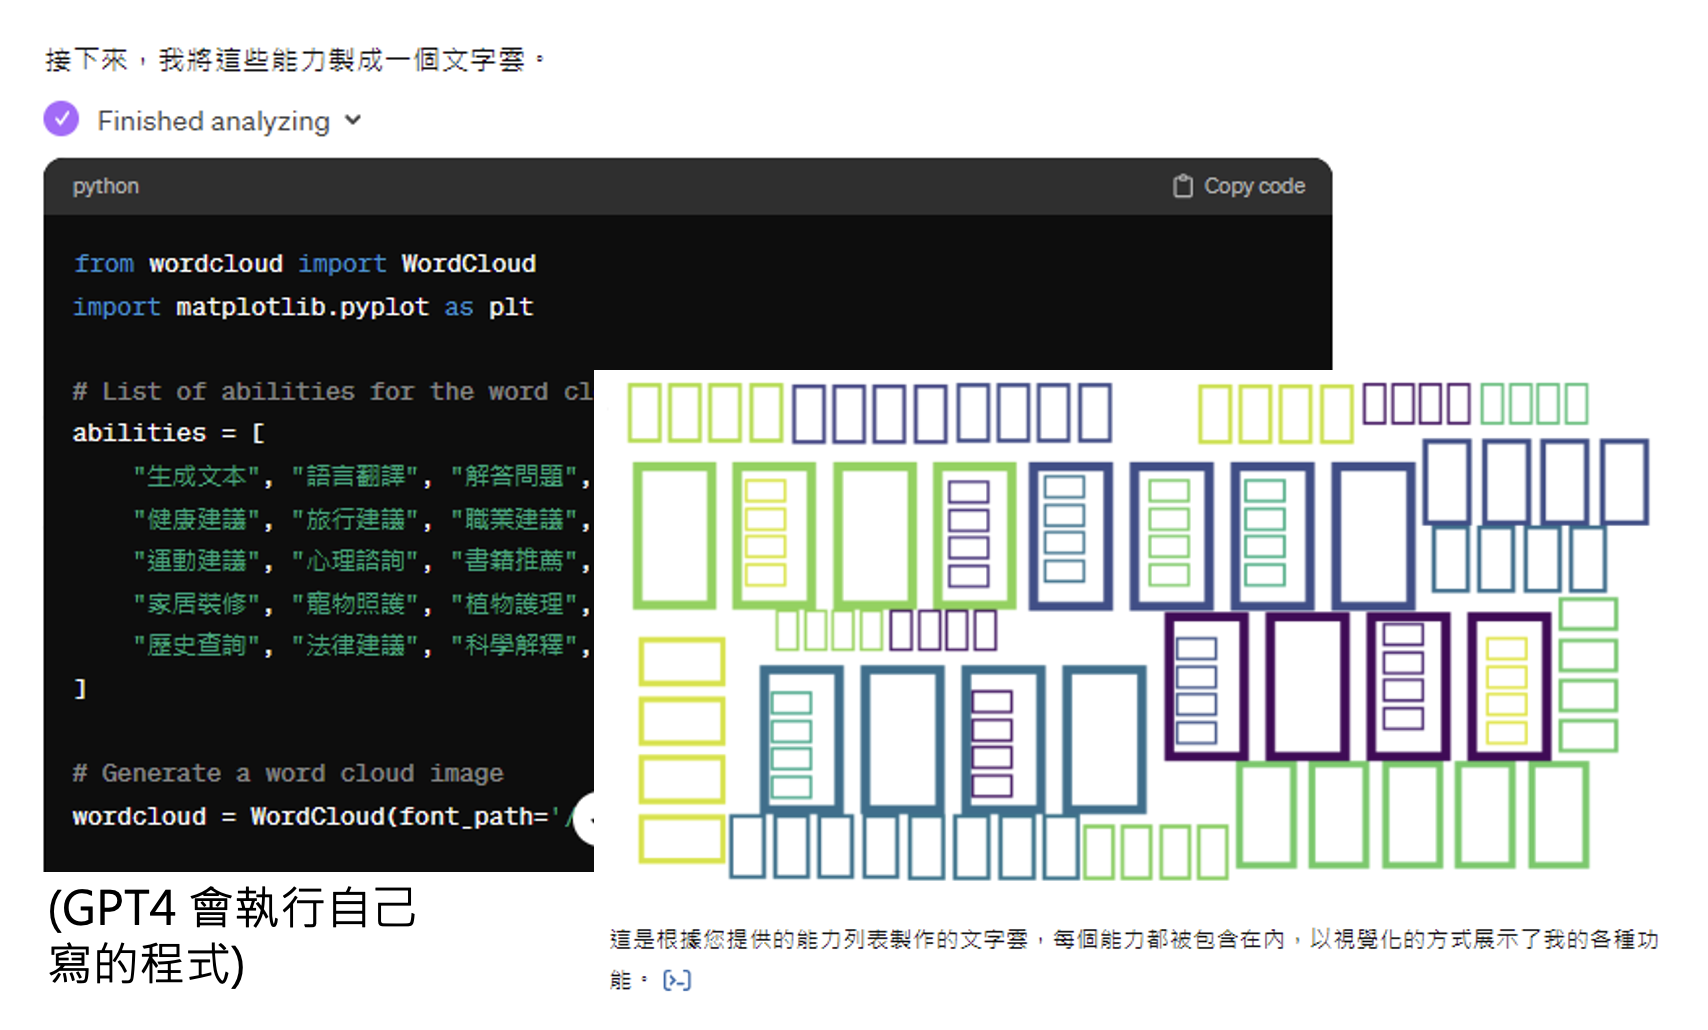 接下來，我將這些能力製成一個文字雲。
Finished analyzing
python
Copy code
from wordcloud import WordCloud
import matplotlib.pyplot as plt
# List of abilities for the word cl
abilities = [
"生成文本", "語言翻譯", "解答問題",
"健康建議", "旅行建議", "職業建議",
"運動建議", "心理諮詢", "書籍推薦",
"家居裝修", "寵物照護", "植物護理",
"歷史查詢", "法律建議", "科學解釋",
]
# Generate a word cloud image
wordcloud = WordCloud(font_path='/
(GPT4 會執行自己
寫的程式)
這是根據您提供的能力列表製作的文字雲，每個能力都被包含在內，以視覺化的方式展示了我的各種功
能。 [>-]